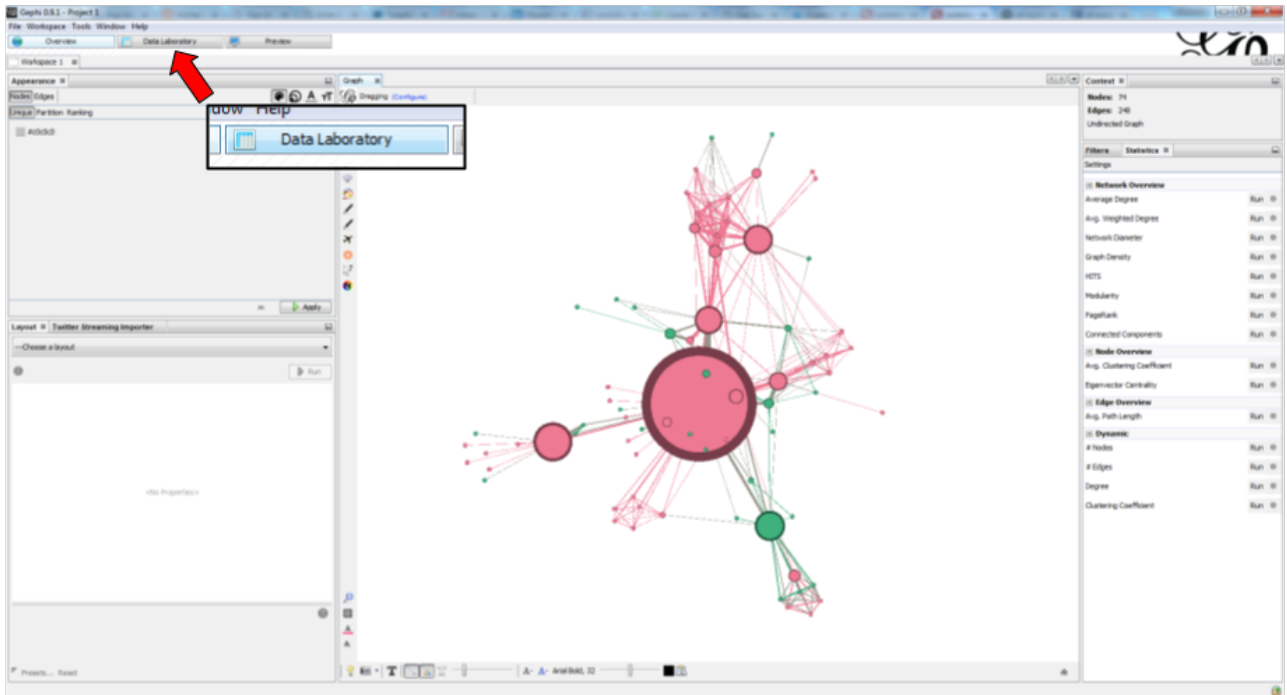 Gephi 0.9.1 - Project 1
File Workspace Tools Window Help
Overview Data Laboratory Preview
Workspace 1
Appearance
Nodes Edges
Unique Partition Ranking
#c0c0c0
dow Help
Data Laboratory
Apply
Layout Twitter Streaming Importer
---Choose a layout
Run
<No Properties>
Presets... Reset
Graph
Dragging (Configure)
A- A- Arial Bold, 32
Context
Nodes: 74
Edges: 248
Undirected Graph
Filters Statistics
Settings
Network Overview
Average Degree Run
Avg. Weighted Degree Run
Network Diameter Run
Graph Density Run
HITS Run
Modularity Run
PageRank Run
Connected Components Run
Node Overview
Avg. Clustering Coefficient Run
Eigenvector Centrality Run
Edge Overview
Avg. Path Length Run
Dynamic
# Nodes Run
# Edges Run
Degree Run
Clustering Coefficient Run